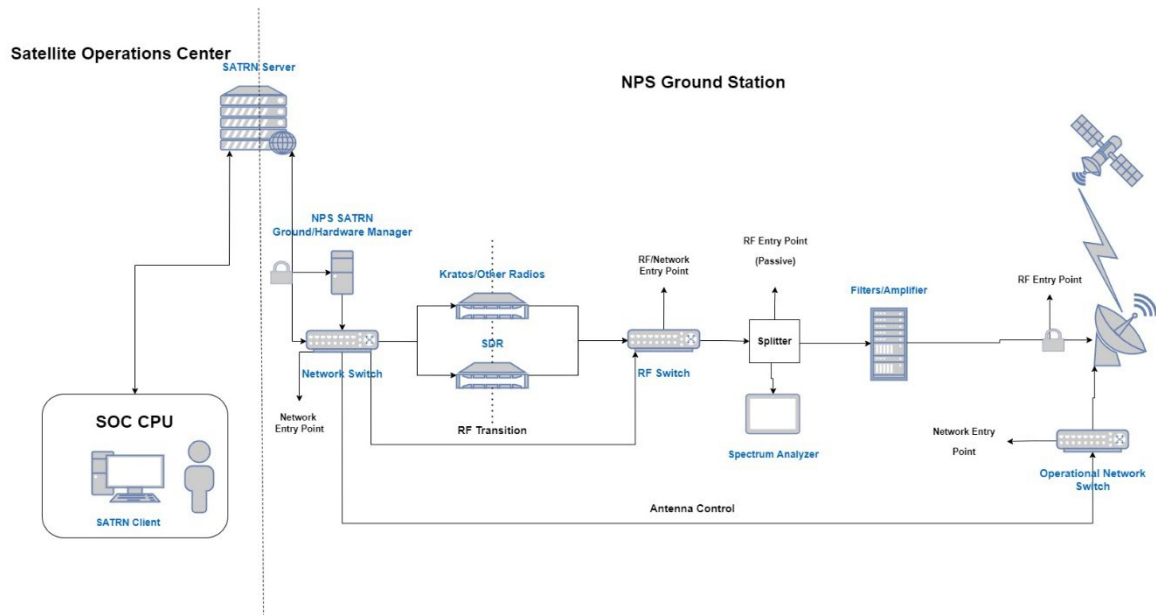 Satellite Operations Center
SATRN Server
NPS Ground Station
NPS SATRN
Ground/Hardware Manager
Kratos/Other Radios
SDR
RF Transition
Network Switch
Network
Entry Point
RF/Network
Entry Point
RF Switch
RF Entry Point
(Passive)
Splitter
Spectrum Analyzer
Filters/Amplifier
RF Entry Point
Network Entry
Point
Operational Network
Switch
Antenna Control
SOC CPU
SATRN Client